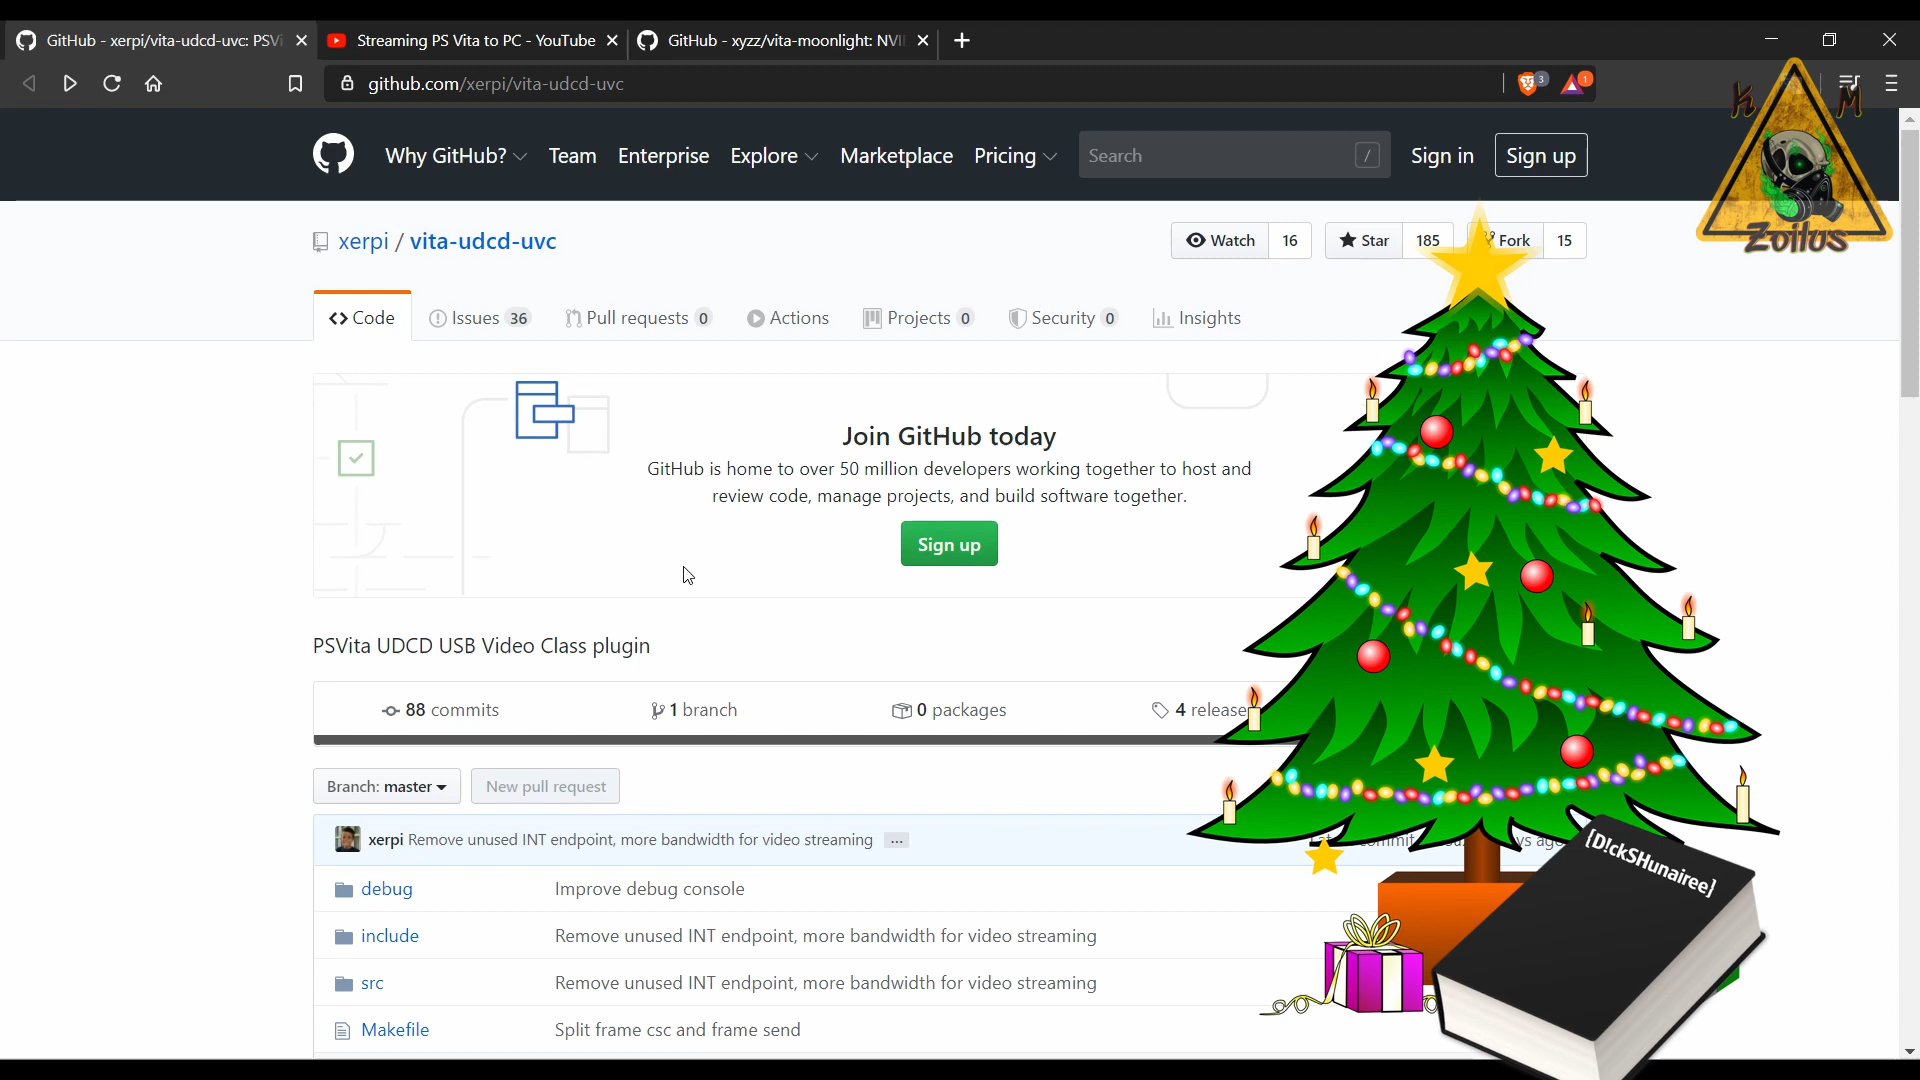 GitHub - xerpi/vita-udcd-uvc: PSVi
Streaming PS Vita to PC - YouTube
GitHub - xyzz/vita-moonlight: NVI
github.com/xerpi/vita-udcd-uvc
3
1
K M
Zoilus
Why GitHub? Team Enterprise Explore Marketplace Pricing Search / Sign in Sign up
xerpi / vita-udcd-uvc
Watch 16 Star 185 Fork 15
Code Issues 36 Pull requests 0 Actions Projects 0 Security 0 Insights
Join GitHub today
GitHub is home to over 50 million developers working together to host and
review code, manage projects, and build software together.
Sign up
PSVita UDCD USB Video Class plugin
88 commits 1 branch 0 packages 4 release
Branch: master New pull request
xerpi Remove unused INT endpoint, more bandwidth for video streaming ...
debug Improve debug console
include Remove unused INT endpoint, more bandwidth for video streaming
src Remove unused INT endpoint, more bandwidth for video streaming
Makefile Split frame csc and frame send
{D!ckSHunairee}